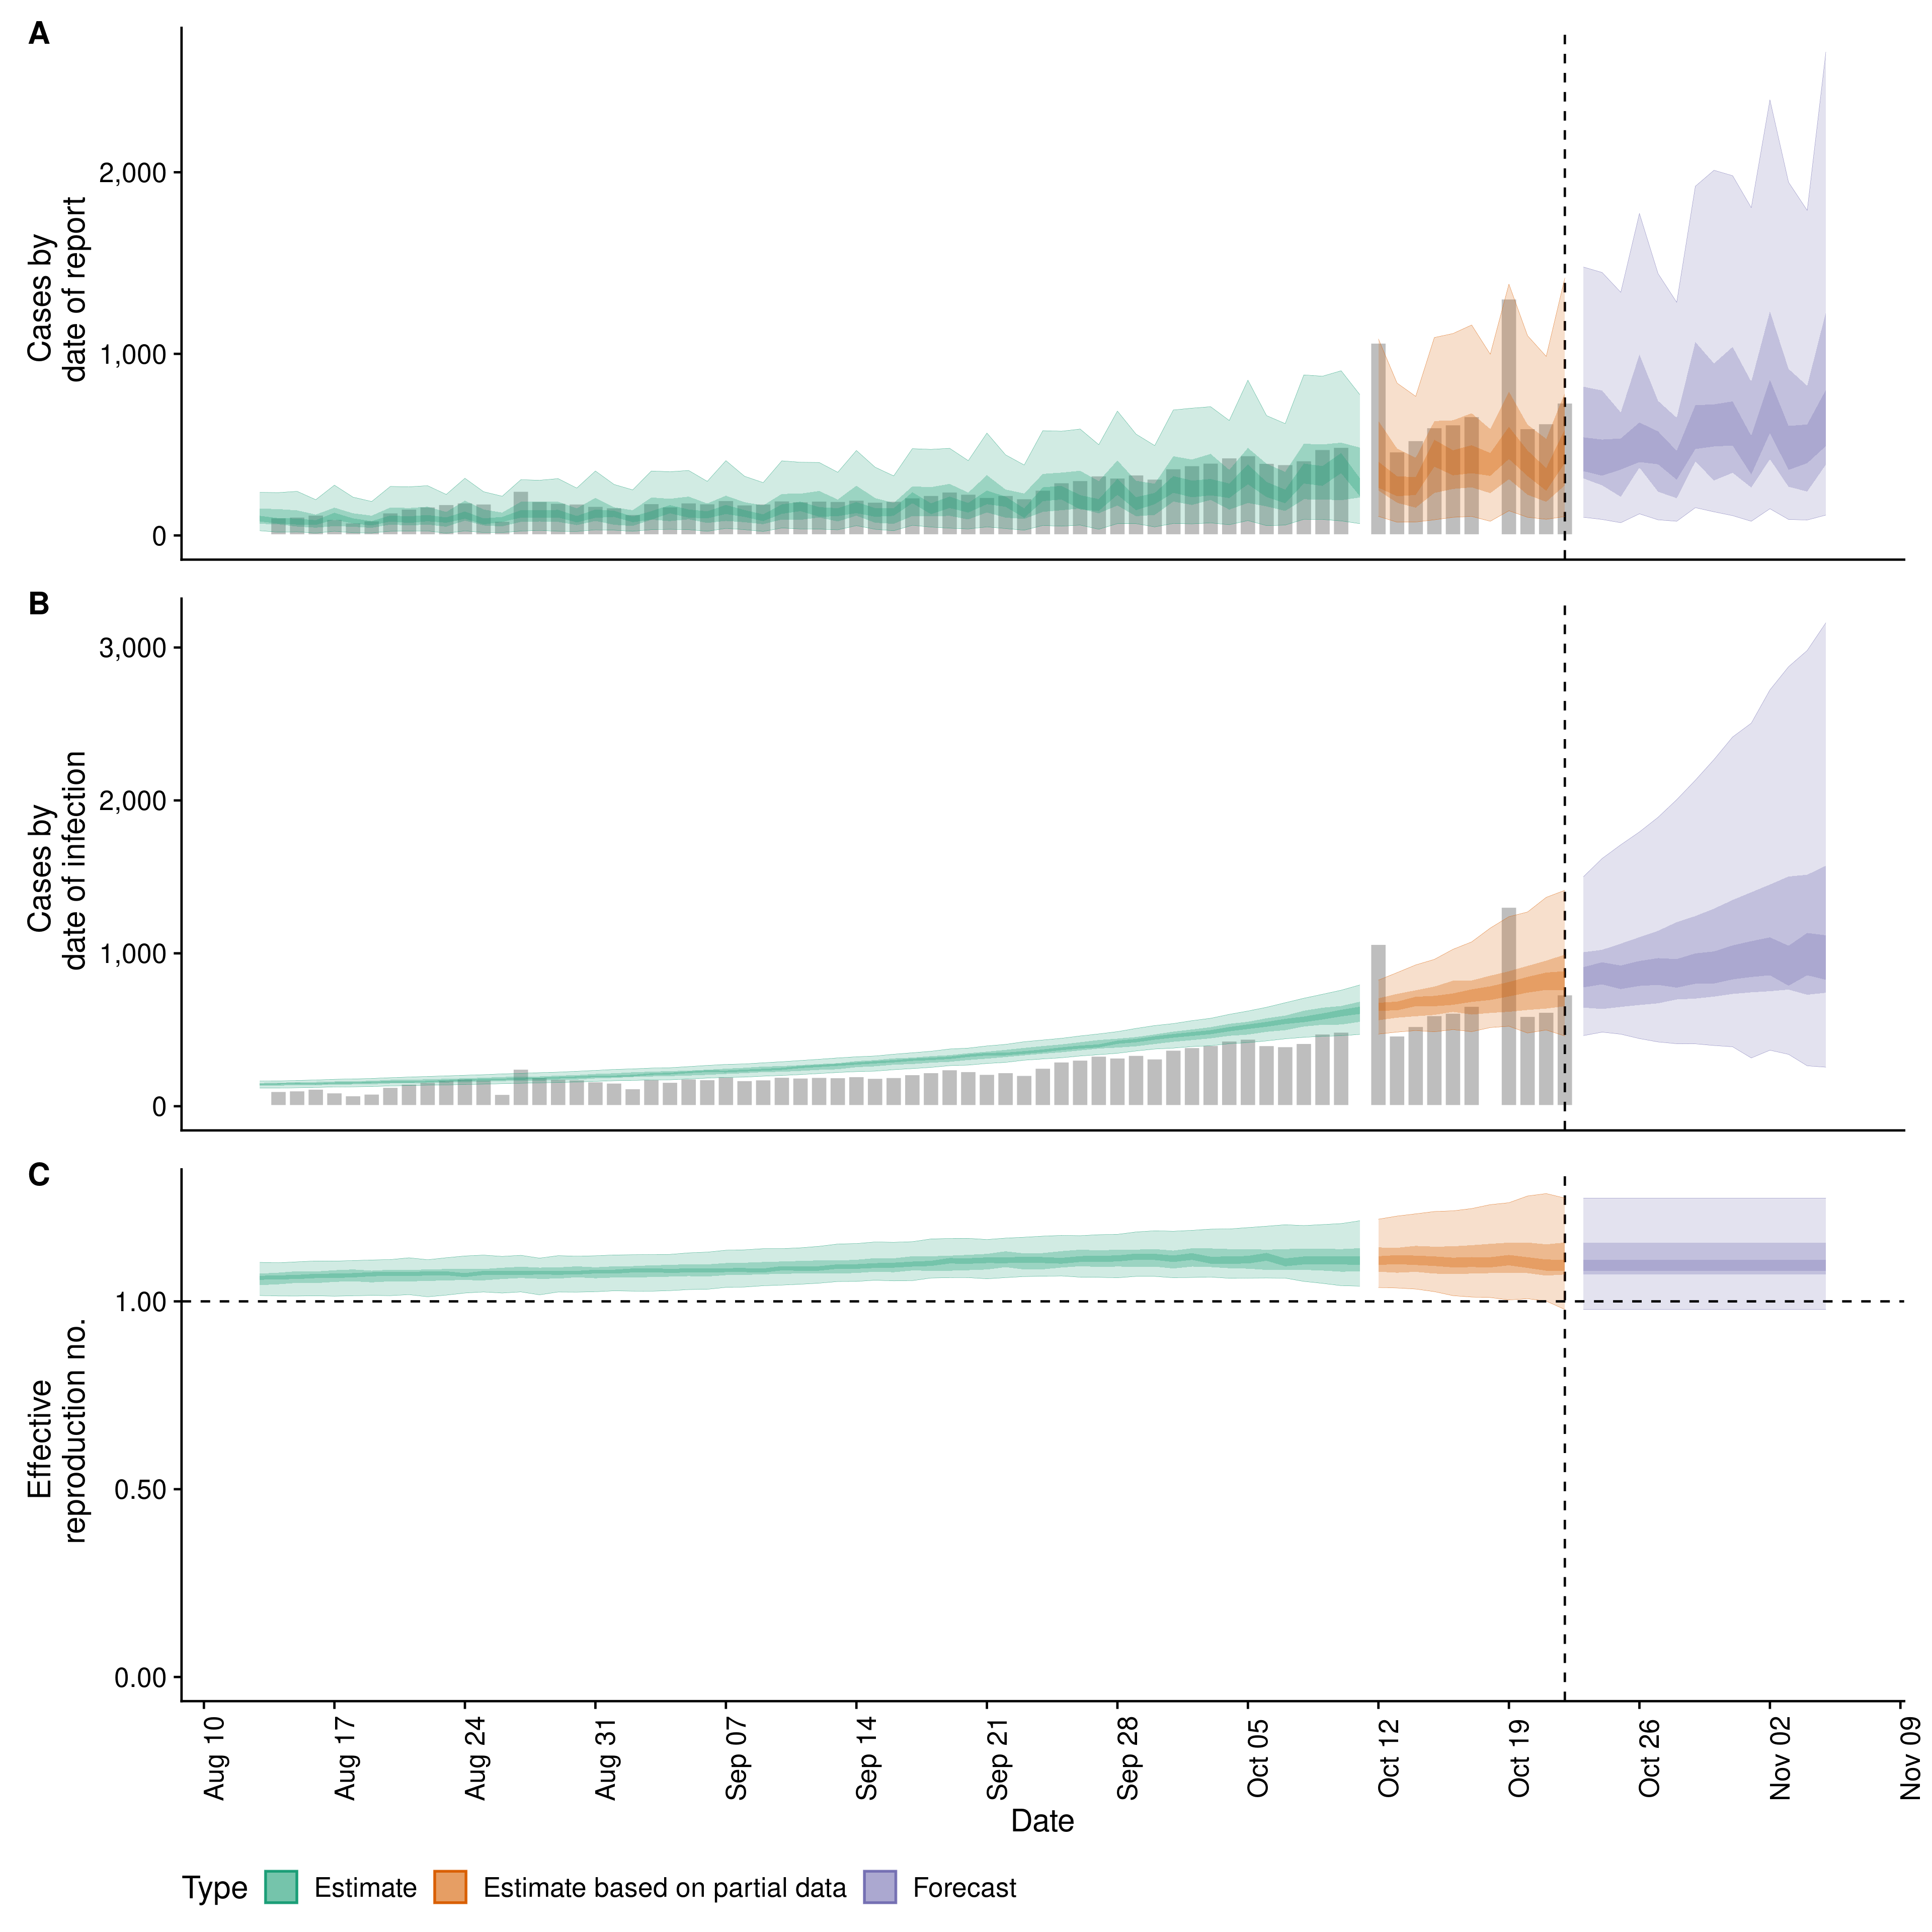 A
2,000
1,000
0
Cases by
date of report
B
3,000
2,000
1,000
0
Cases by
date of infection
C
1.00
0.50
0.00
Effective
reproduction no.
Aug 10
Aug 17
Aug 24
Aug 31
Sep 07
Sep 14
Sep 21
Sep 28
Oct 05
Oct 12
Oct 19
Oct 26
Nov 02
Nov 09
Date
Type Estimate Estimate based on partial data Forecast